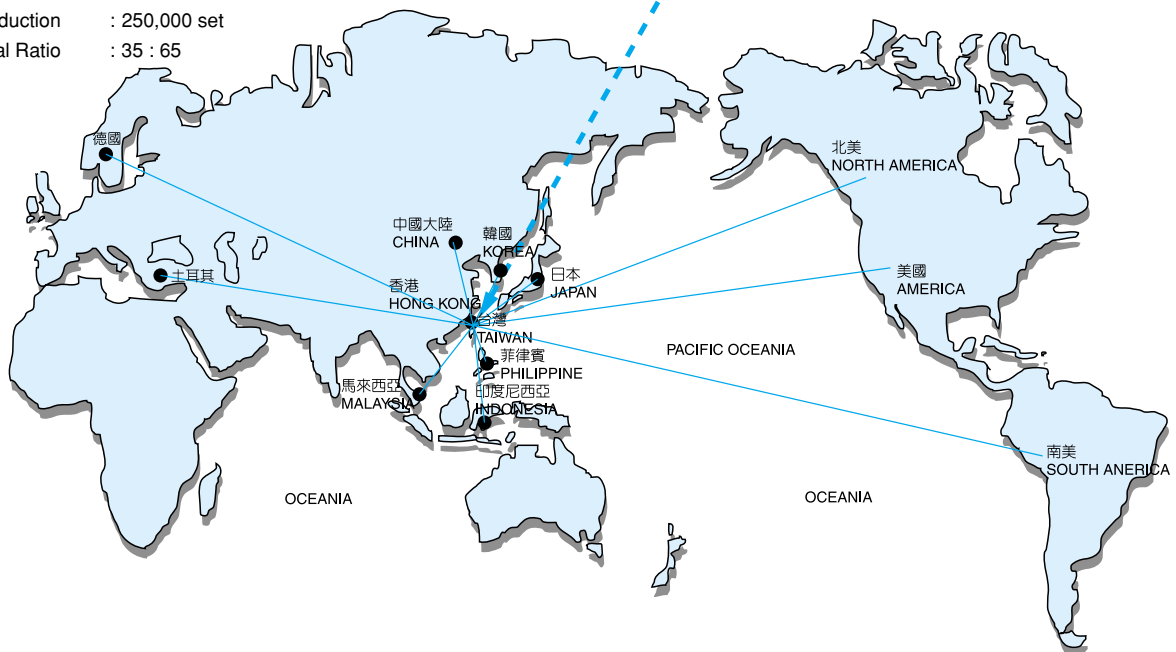 duction : 250,000 set
al Ratio : 35 : 65
德國
北美
NORTH AMERICA
中國大陸
CHINA
韓國
KOREA
土耳其
日本
JAPAN
美國
AMERICA
香港
HONG KONG
台灣
TAIWAN
PACIFIC OCEANIA
菲律賓
PHILIPPINE
馬來西亞
MALAYSIA
印度尼西亞
INDONESIA
南美
SOUTH ANERICA
OCEANIA
OCEANIA